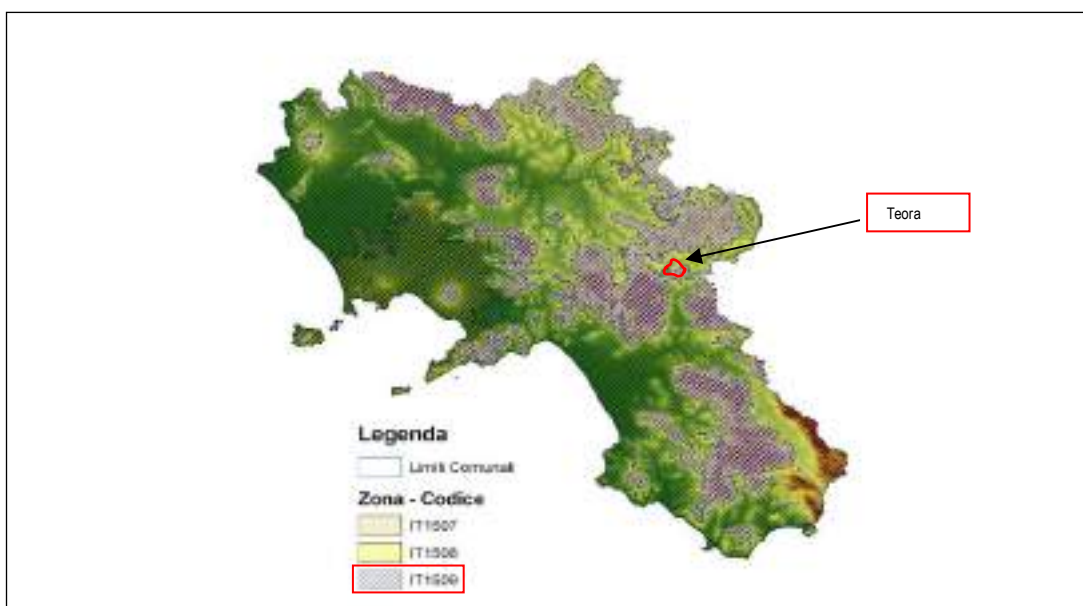 Teora
Legenda
Limiti Comunali
Zona - Codice
IT1507
IT1508
IT1509